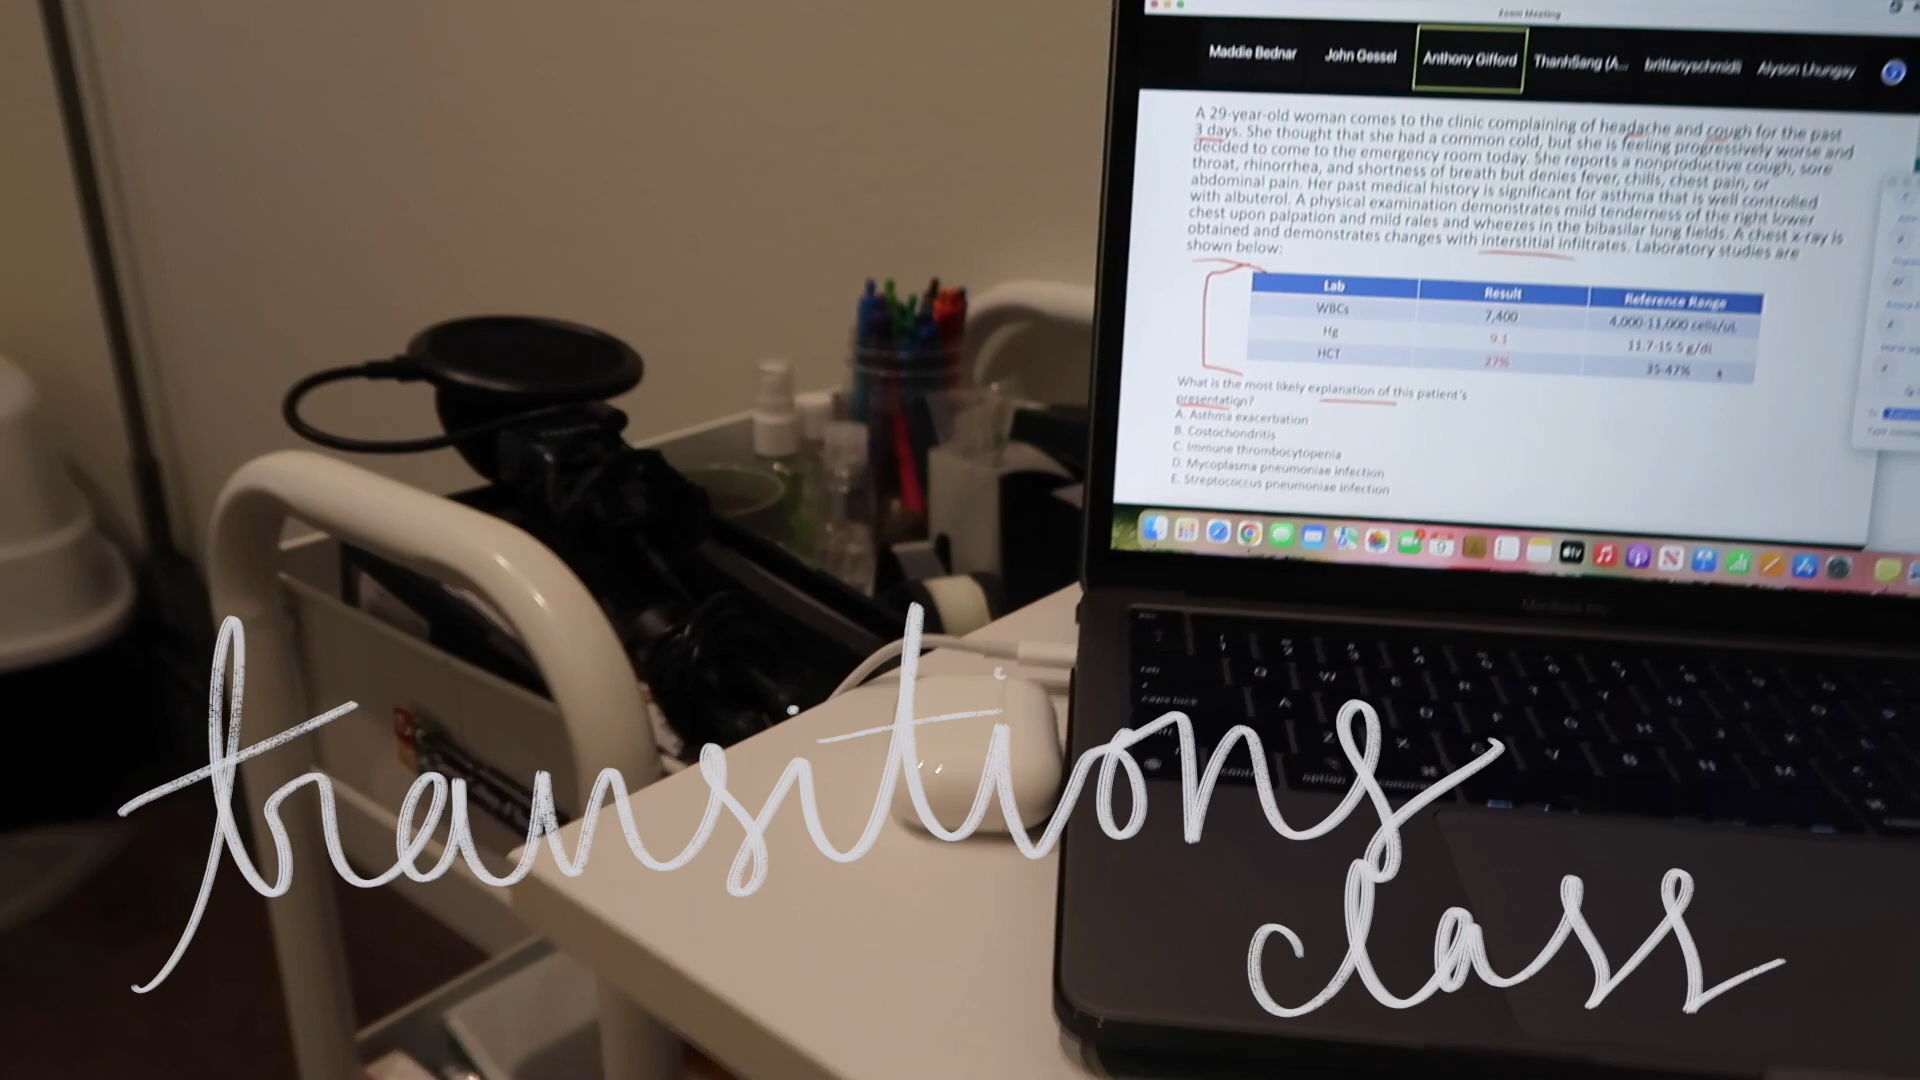 Zoom Meeting
Maddie Bednar John Gessel Anthony Gifford ThanhSang (A... brittanyschmidt Alyson Lhungay
A 29-year-old woman comes to the clinic complaining of headache and cough for the past
3 days. She thought that she had a common cold, but she is feeling progressively worse and
decided to come to the emergency room today. She reports a nonproductive cough, sore
throat, rhinorrhea, and shortness of breath but denies fever, chills, chest pain, or
abdominal pain. Her past medical history is significant for asthma that is well controlled
with albuterol. A physical examination demonstrates mild tenderness of the right lower
chest upon palpation and mild rales and wheezes in the bibasilar lung fields. A chest x-ray is
obtained and demonstrates changes with interstitial infiltrates. Laboratory studies are
shown below:
Lab Result Reference Range
WBCs 7,400 4,000-11,000 cells/uL
Hg 9.1 11.7-15.5 g/dL
HCT 27% 35-47%
What is the most likely explanation of this patient's
presentation?
A. Asthma exacerbation
B. Costochondritis
C. Immune thrombocytopenia
D. Mycoplasma pneumoniae infection
E. Streptococcus pneumoniae infection
MacBook Pro
transitions
class